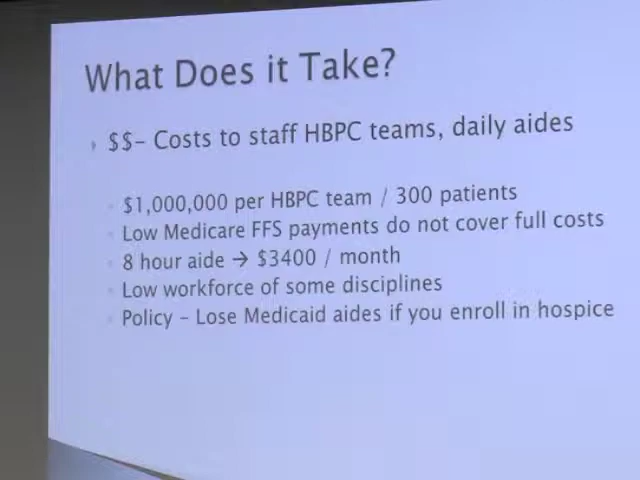 What Does it Take?
$$– Costs to staff HBPC teams, daily aides
$1,000,000 per HBPC team / 300 patients
Low Medicare FFS payments do not cover full costs
8 hour aide → $3400 / month
Low workforce of some disciplines
Policy – Lose Medicaid aides if you enroll in hospice